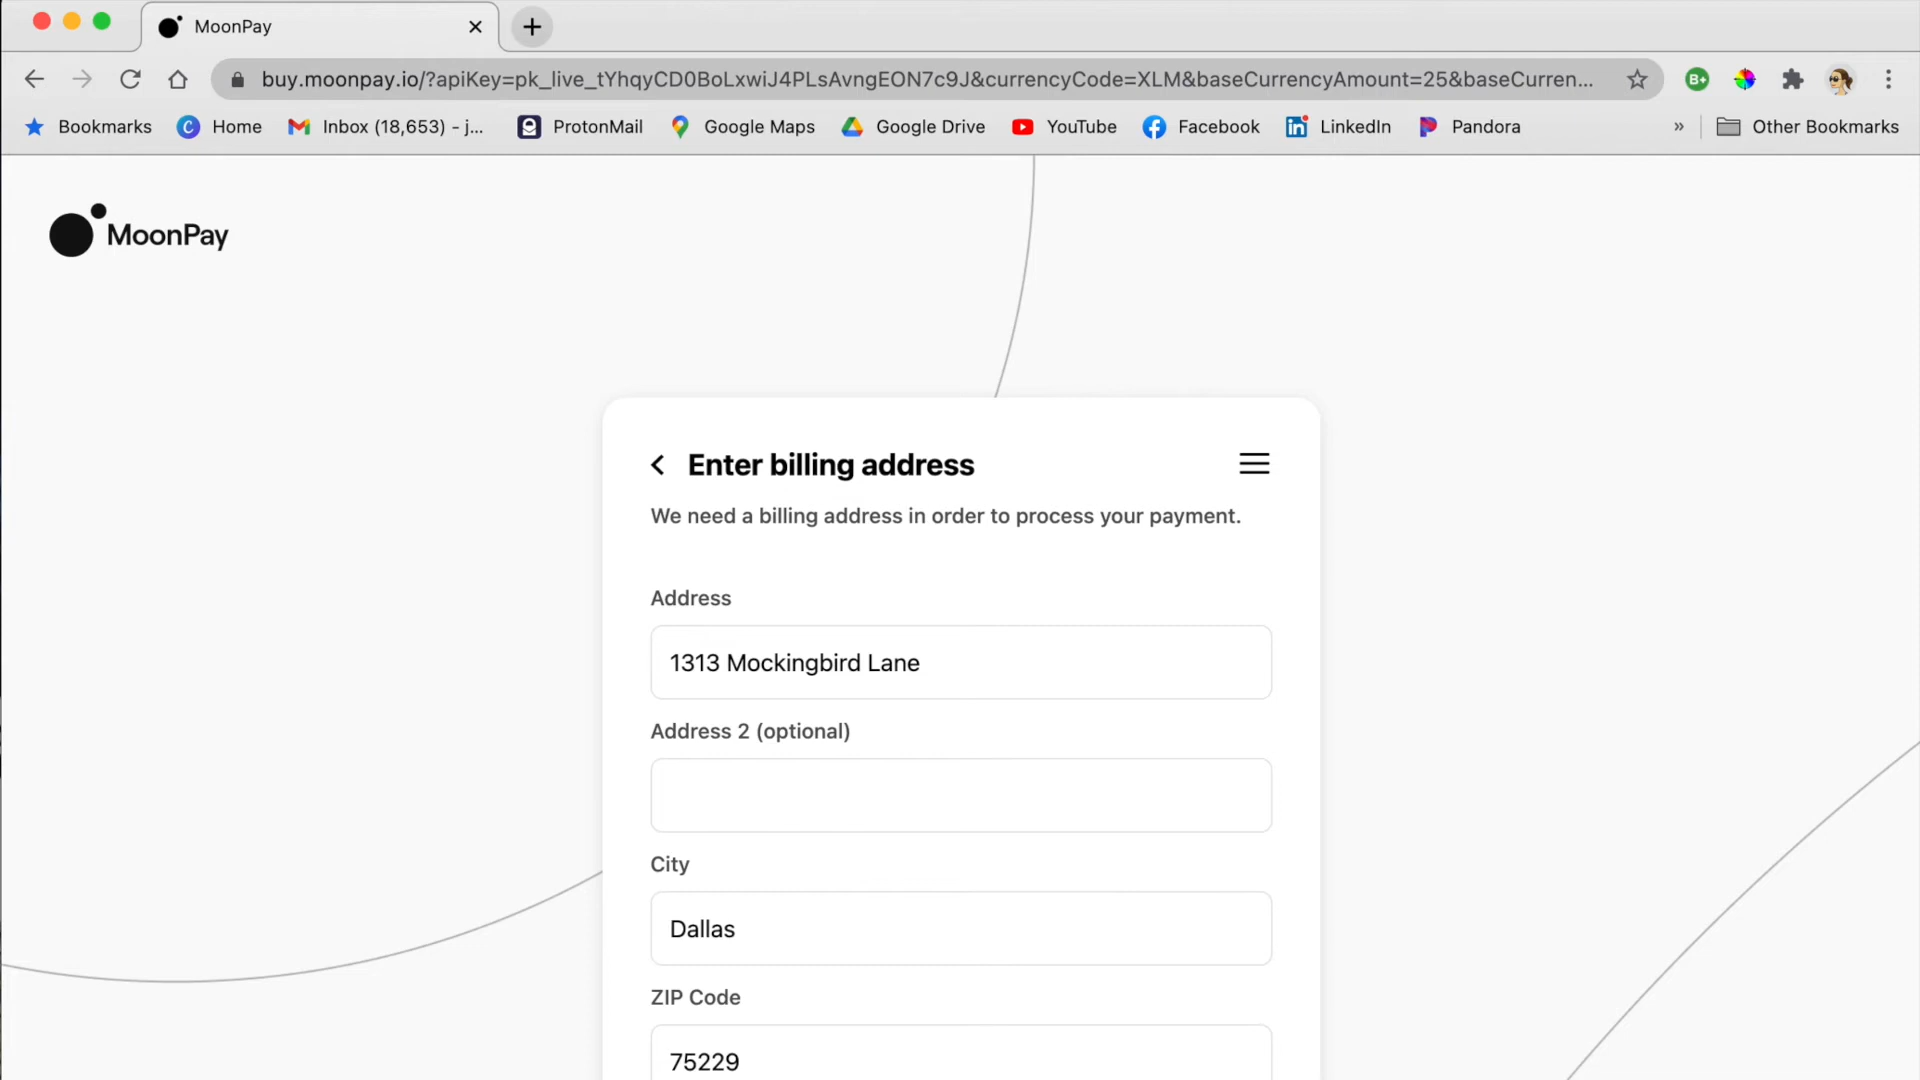 MoonPay
buy.moonpay.io/?apiKey=pk_live_tYhqyCD0BoLxwiJ4PLsAvngEON7c9J&currencyCode=XLM&baseCurrencyAmount=25&baseCurren...
B+
Bookmarks Home Inbox (18,653) - j... ProtonMail Google Maps Google Drive YouTube Facebook LinkedIn Pandora » Other Bookmarks
MoonPay
Enter billing address
We need a billing address in order to process your payment.
Address
1313 Mockingbird Lane
Address 2 (optional)
City
Dallas
ZIP Code
75229